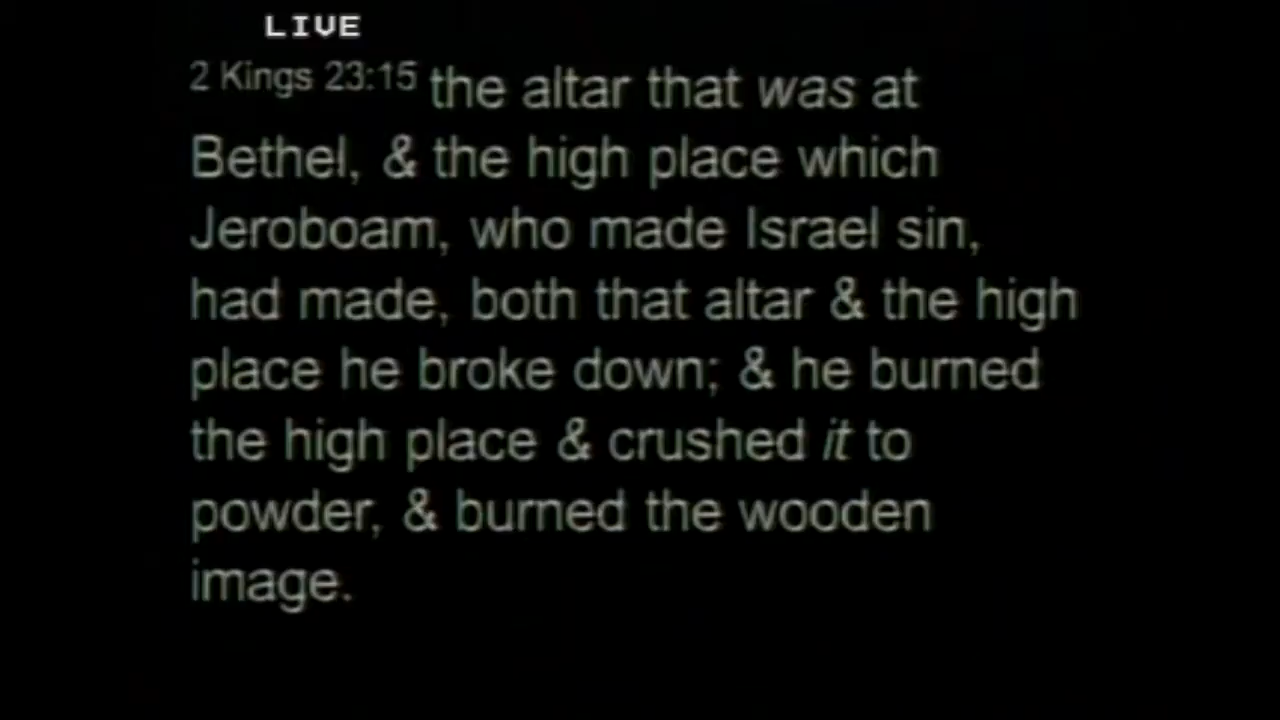 LIVE
2 Kings 23:15 the altar that was at
Bethel, & the high place which
Jeroboam, who made Israel sin,
had made, both that altar & the high
place he broke down; & he burned
the high place & crushed it to
powder, & burned the wooden
image.